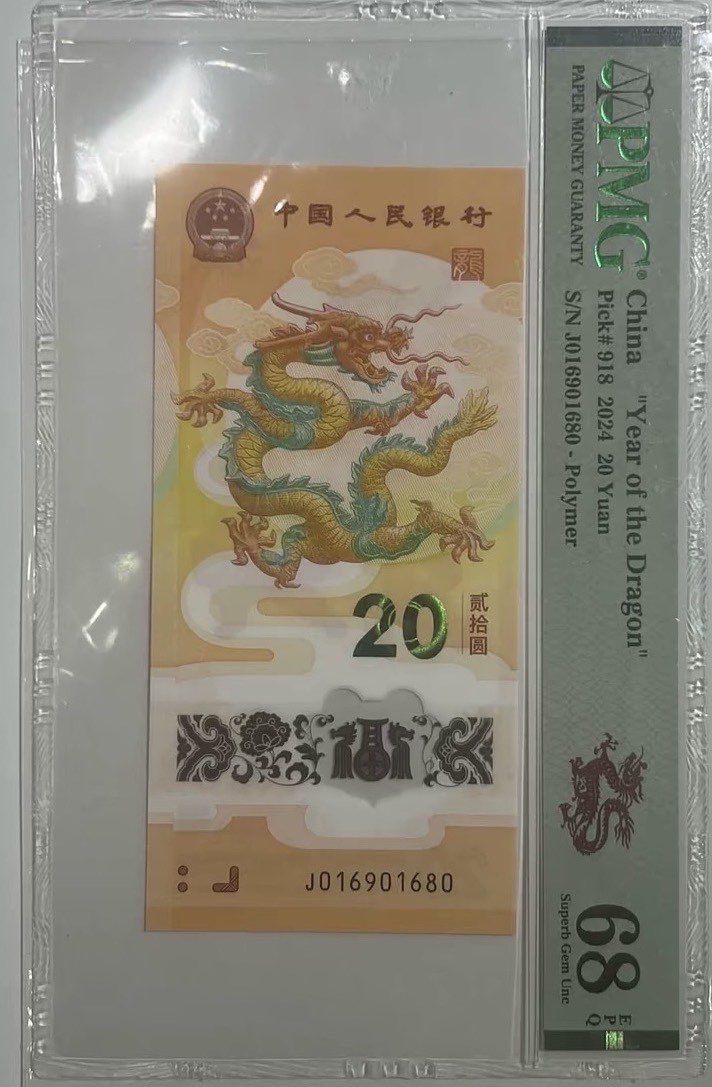 中国人民银行
龍
20
贰拾圆
J016901680
PMG®
PAPER MONEY GUARANTY
China "Year of the Dragon"
Pick# 918 2024 20 Yuan
S/N J016901680 - Polymer
68 EPQ
Superb Gem Unc